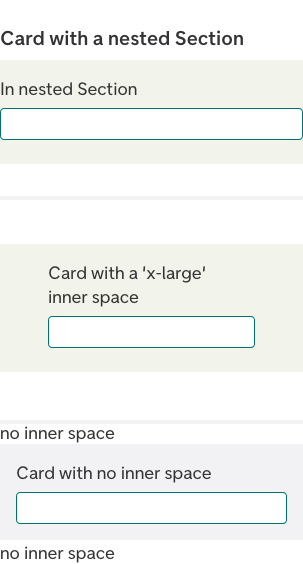 Card with a nested Section
In nested Section
Card with a 'x-large'
inner space
no inner space
Card with no inner space
no inner space